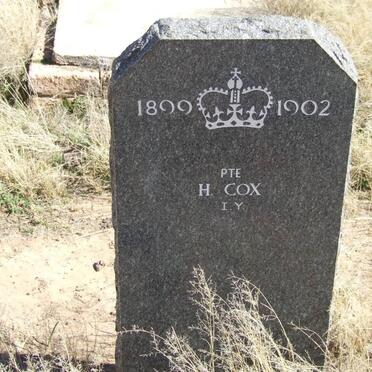 1899 1902
PTE
H. COX
I.Y